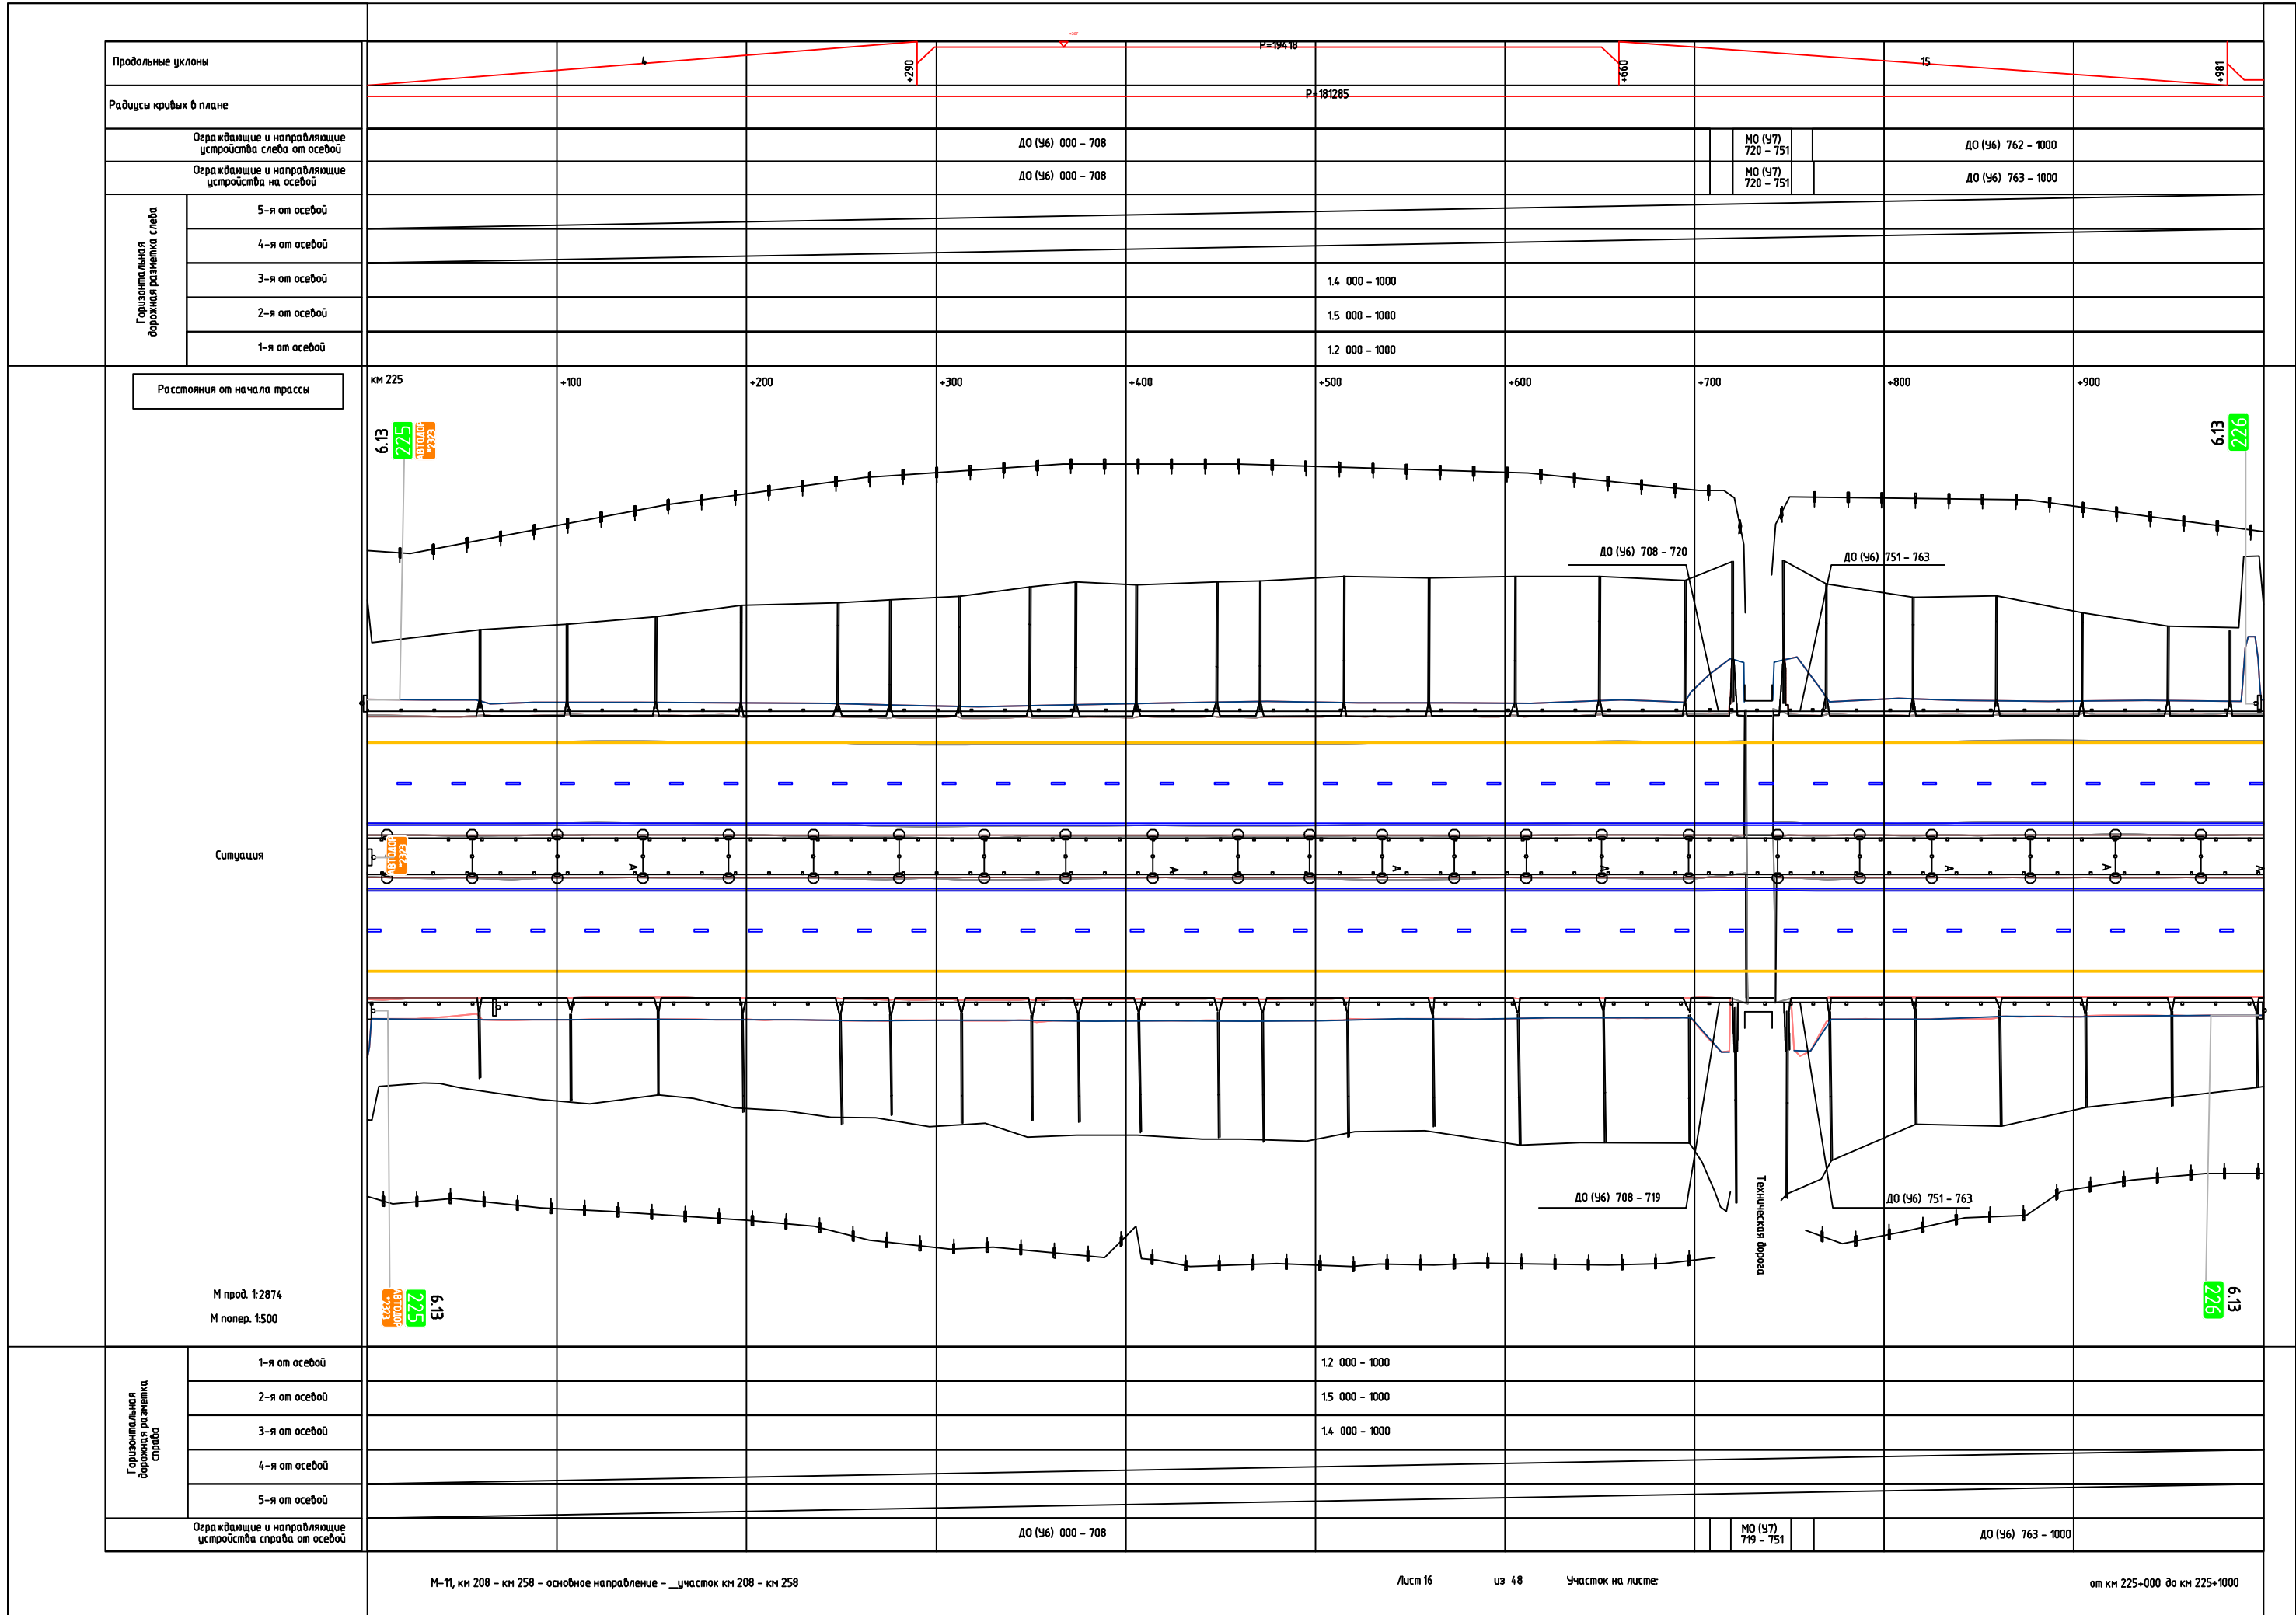 Продольные уклоны
4
+290
Р=19418
+660
15
+981
Радиусы кривых в плане
Р=181285
Ограждающие и направляющие
устройства слева от осевой
ДО (У6) 000 - 708
МО (У7)
720 - 751
ДО (У6) 762 - 1000
Ограждающие и направляющие
устройства на осевой
ДО (У6) 000 - 708
МО (У7)
720 - 751
ДО (У6) 763 - 1000
Горизонтальная
дорожная разметка слева
5-я от осевой
4-я от осевой
3-я от осевой
1.4 000 - 1000
2-я от осевой
1.5 000 - 1000
1-я от осевой
1.2 000 - 1000
Расстояния от начала трассы
км 225
+100
+200
+300
+400
+500
+600
+700
+800
+900
6.13
225
АВТОДОР
*2323
6.13
226
ДО (У6) 708 - 720
ДО (У6) 751 - 763
Ситуация
АВТОДОР
*2323
А
А
А
А
А
А
А
ДО (У6) 708 - 719
Техническая дорога
ДО (У6) 751 - 763
М прод. 1:2874
М попер. 1:500
*2323
АВТОДОР
225
6.13
226
6.13
Горизонтальная
дорожная разметка
справа
1-я от осевой
1.2 000 - 1000
2-я от осевой
1.5 000 - 1000
3-я от осевой
1.4 000 - 1000
4-я от осевой
5-я от осевой
Ограждающие и направляющие
устройства справа от осевой
ДО (У6) 000 - 708
МО (У7)
719 - 751
ДО (У6) 763 - 1000
М-11, км 208 - км 258 - основное направление - __участок км 208 - км 258
Лист 16 из 48 Участок на листе:
от км 225+000 до км 225+1000